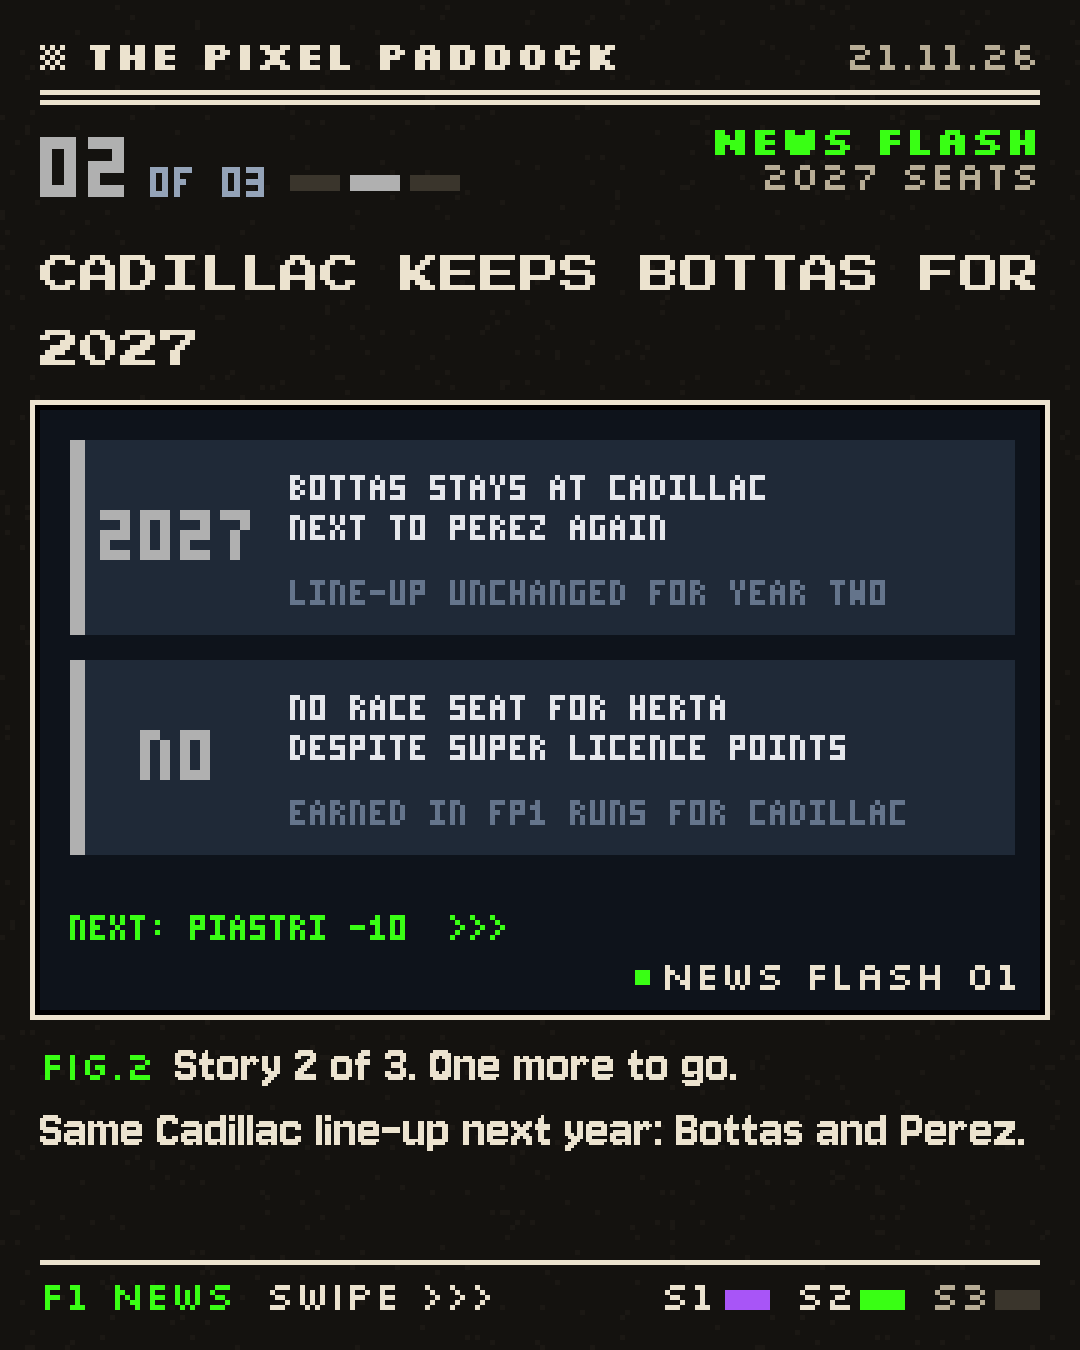 THE PIXEL PADDOCK
21.11.26
02 OF 03
NEWS FLASH
2027 SEATS
CADILLAC KEEPS BOTTAS FOR
2027
2027
BOTTAS STAYS AT CADILLAC
NEXT TO PEREZ AGAIN
LINE-UP UNCHANGED FOR YEAR TWO
NO
NO RACE SEAT FOR HERTA
DESPITE SUPER LICENCE POINTS
EARNED IN FP1 RUNS FOR CADILLAC
NEXT: PIASTRI -10 >>>
NEWS FLASH 01
FIG.2 Story 2 of 3. One more to go.
Same Cadillac line-up next year: Bottas and Perez.
F1 NEWS SWIPE >>>
S1 S2 S3